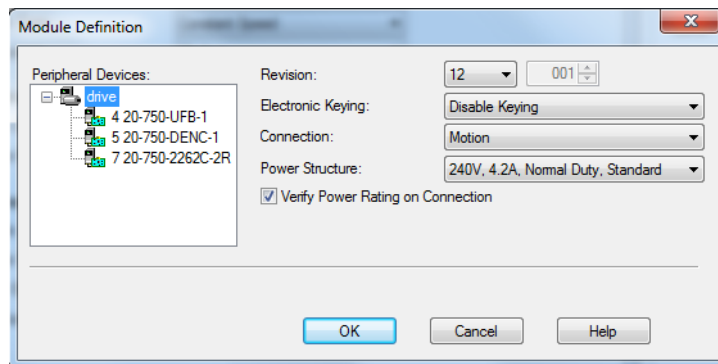 Module Definition
Peripheral Devices:
drive
4 20-750-UFB-1
5 20-750-DENC-1
7 20-750-2262C-2R
Revision:
12
001
Electronic Keying:
Disable Keying
Connection:
Motion
Power Structure:
240V, 4.2A, Normal Duty, Standard
Verify Power Rating on Connection
OK
Cancel
Help